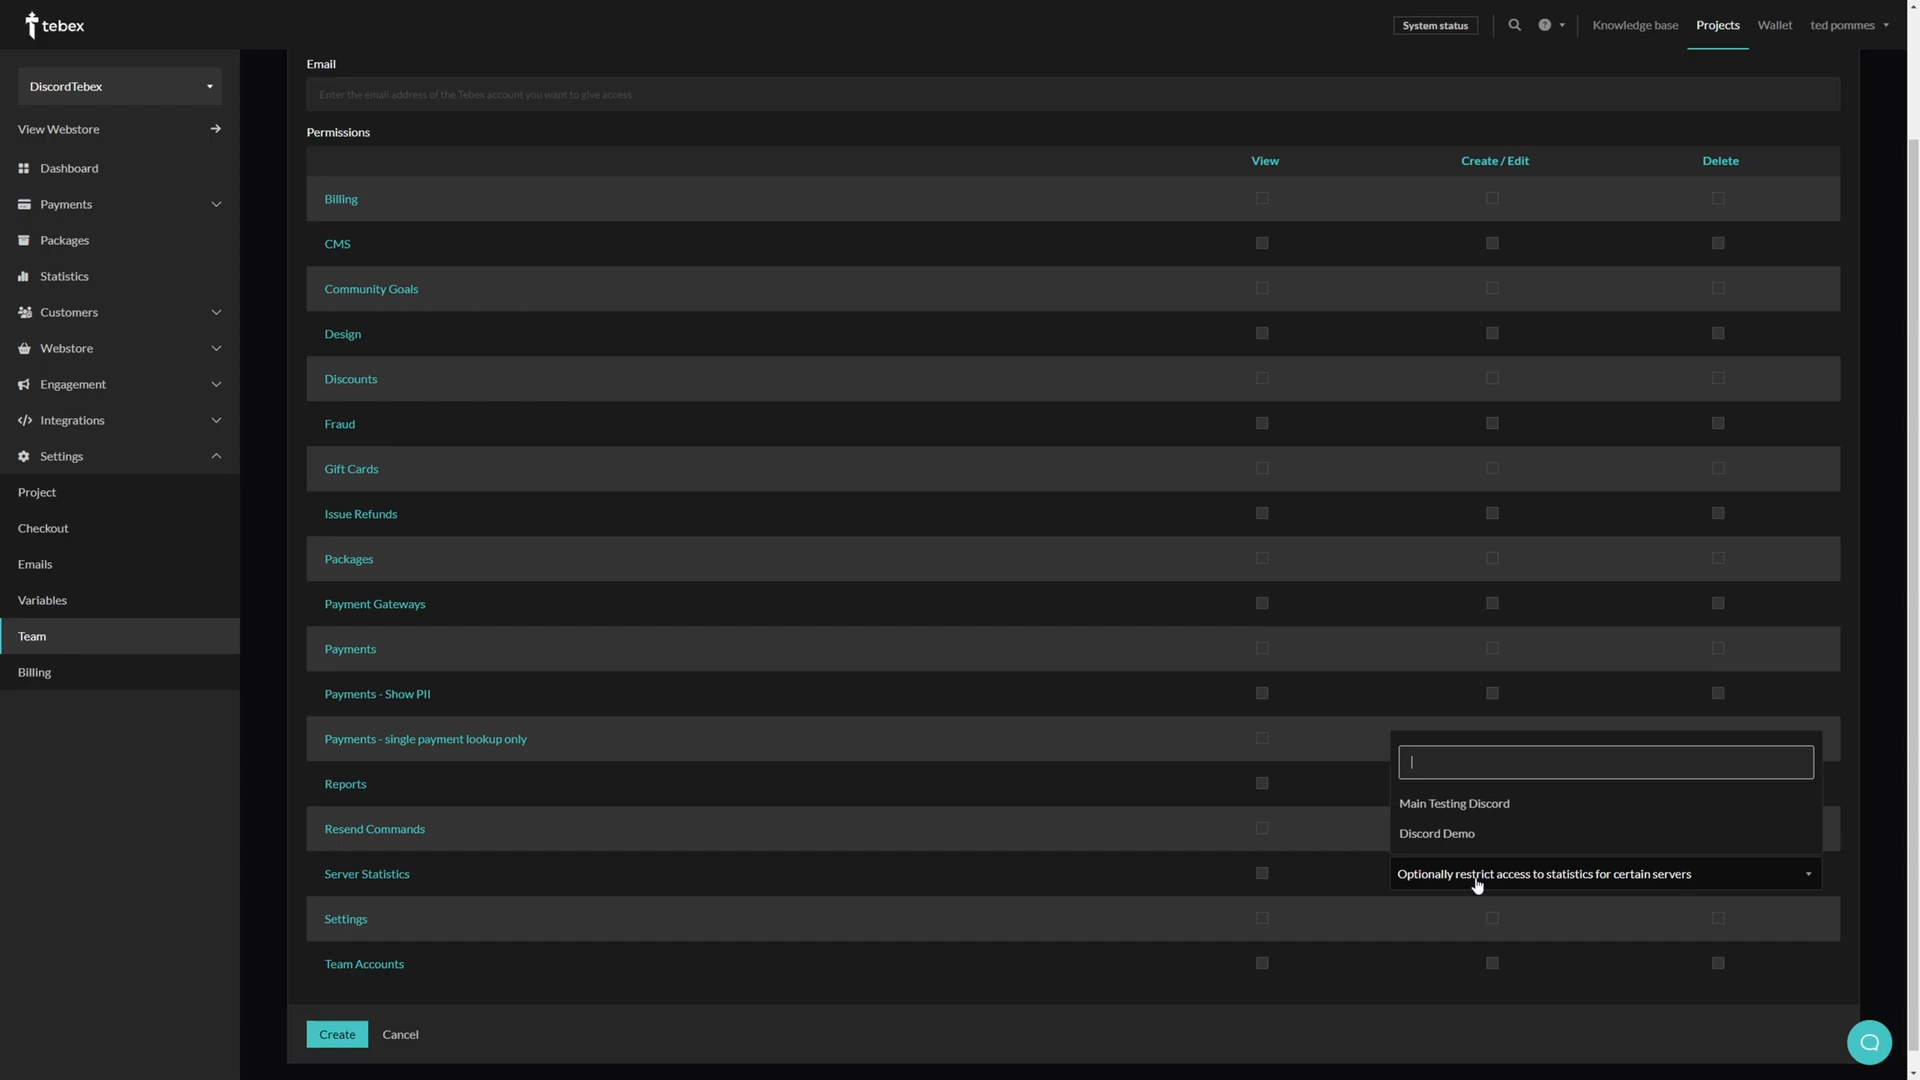 tebex
System status
Knowledge base
Projects
Wallet
ted pommes
DiscordTebex
View Webstore
Dashboard
Payments
Packages
Statistics
Customers
Webstore
Engagement
Integrations
Settings
Project
Checkout
Emails
Variables
Team
Billing
Email
Enter the email address of the Tebex account you want to give access
Permissions
View Create / Edit Delete
Billing
CMS
Community Goals
Design
Discounts
Fraud
Gift Cards
Issue Refunds
Packages
Payment Gateways
Payments
Payments - Show PII
Payments - single payment lookup only
Reports
Main Testing Discord
Resend Commands
Discord Demo
Server Statistics
Optionally restrict access to statistics for certain servers
Settings
Team Accounts
Create Cancel